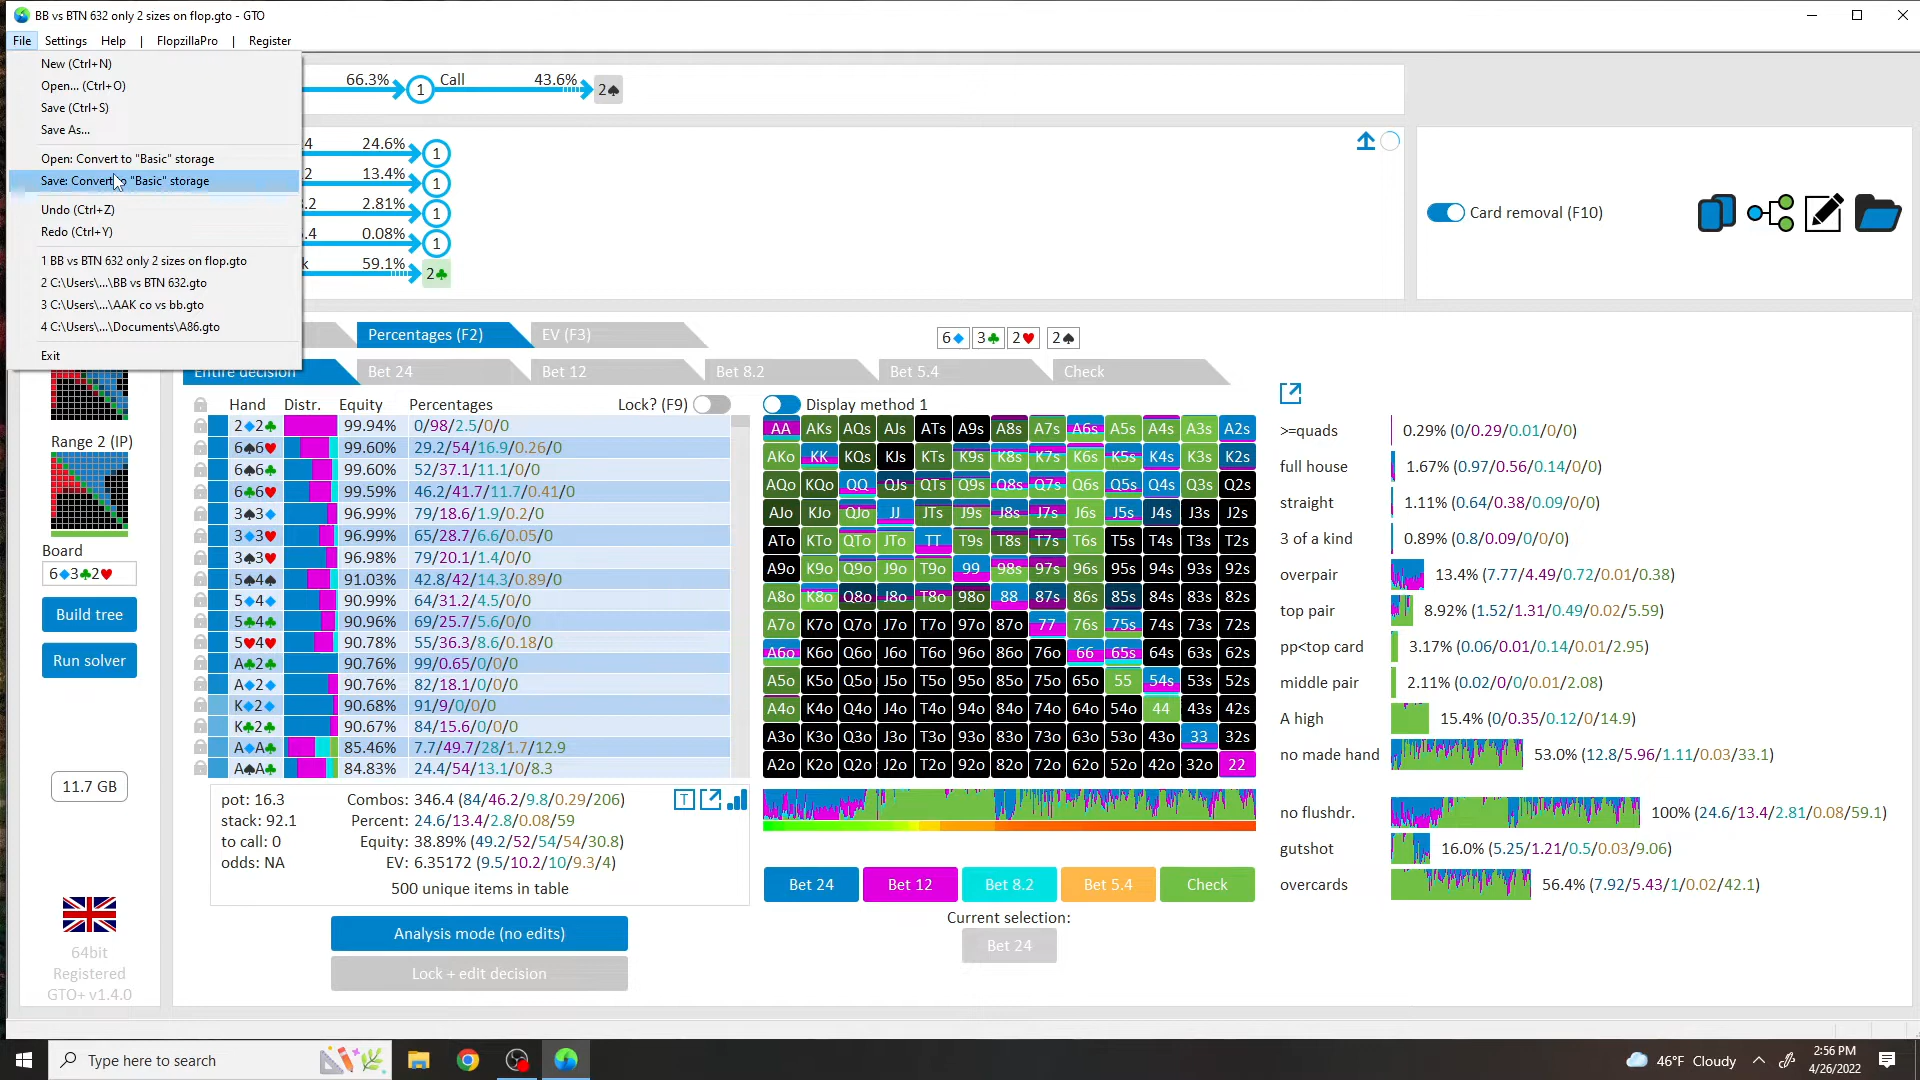 BB vs BTN 632 only 2 sizes on flop.gto - GTO
File Settings Help | FlopzillaPro | Register
New (Ctrl+N)
Open... (Ctrl+O)
Save (Ctrl+S)
Save As...
Open: Convert to "Basic" storage
Save: Convert to "Basic" storage
Undo (Ctrl+Z)
Redo (Ctrl+Y)
1 BB vs BTN 632 only 2 sizes on flop.gto
2 C:\Users\...\BB vs BTN 632.gto
3 C:\Users\...\AAK co vs bb.gto
4 C:\Users\...\Documents\A86.gto
Exit
66.3% 1 Call 43.6% 2♠
4 24.6% 1
2 13.4% 1
.2 2.81% 1
.4 0.08% 1
k 59.1% 2♣
Card removal (F10)
Percentages (F2) EV (F3)
6♦ 3♣ 2♥ 2♠
Entire decision Bet 24 Bet 12 Bet 8.2 Bet 5.4 Check
Range 2 (IP)
Board
6♦3♣2♥
Build tree
Run solver
11.7 GB
64bit
Registered
GTO+ v1.4.0
Hand Distr. Equity Percentages Lock? (F9)
2♦2♣ 99.94% 0/98/2.5/0/0
6♠6♥ 99.60% 29.2/54/16.9/0.26/0
6♠6♣ 99.60% 52/37.1/11.1/0/0
6♣6♥ 99.59% 46.2/41.7/11.7/0.41/0
3♠3♦ 96.99% 79/18.6/1.9/0.2/0
3♦3♥ 96.99% 65/28.7/6.6/0.05/0
3♠3♥ 96.98% 79/20.1/1.4/0/0
5♠4♠ 91.03% 42.8/42/14.3/0.89/0
5♦4♦ 90.99% 64/31.2/4.5/0/0
5♣4♣ 90.96% 69/25.7/5.6/0/0
5♥4♥ 90.78% 55/36.3/8.6/0.18/0
A♣2♣ 90.76% 99/0.65/0/0/0
A♦2♦ 90.76% 82/18.1/0/0/0
K♦2♦ 90.68% 91/9/0/0/0
K♣2♣ 90.67% 84/15.6/0/0/0
A♦A♣ 85.46% 7.7/49.7/28/1.7/12.9
A♠A♣ 84.83% 24.4/54/13.1/0/8.3
pot: 16.3 Combos: 346.4 (84/46.2/9.8/0.29/206) T
stack: 92.1 Percent: 24.6/13.4/2.8/0.08/59
to call: 0 Equity: 38.89% (49.2/52/54/54/30.8)
odds: NA EV: 6.35172 (9.5/10.2/10/9.3/4)
500 unique items in table
Analysis mode (no edits)
Lock + edit decision
Display method 1
AA AKs AQs AJs ATs A9s A8s A7s A6s A5s A4s A3s A2s
AKo KK KQs KJs KTs K9s K8s K7s K6s K5s K4s K3s K2s
AQo KQo QQ QJs QTs Q9s Q8s Q7s Q6s Q5s Q4s Q3s Q2s
AJo KJo QJo JJ JTs J9s J8s J7s J6s J5s J4s J3s J2s
ATo KTo QTo JTo TT T9s T8s T7s T6s T5s T4s T3s T2s
A9o K9o Q9o J9o T9o 99 98s 97s 96s 95s 94s 93s 92s
A8o K8o Q8o J8o T8o 98o 88 87s 86s 85s 84s 83s 82s
A7o K7o Q7o J7o T7o 97o 87o 77 76s 75s 74s 73s 72s
A6o K6o Q6o J6o T6o 96o 86o 76o 66 65s 64s 63s 62s
A5o K5o Q5o J5o T5o 95o 85o 75o 65o 55 54s 53s 52s
A4o K4o Q4o J4o T4o 94o 84o 74o 64o 54o 44 43s 42s
A3o K3o Q3o J3o T3o 93o 83o 73o 63o 53o 43o 33 32s
A2o K2o Q2o J2o T2o 92o 82o 72o 62o 52o 42o 32o 22
Bet 24 Bet 12 Bet 8.2 Bet 5.4 Check
Current selection:
Bet 24
>=quads 0.29% (0/0.29/0.01/0/0)
full house 1.67% (0.97/0.56/0.14/0/0)
straight 1.11% (0.64/0.38/0.09/0/0)
3 of a kind 0.89% (0.8/0.09/0/0/0)
overpair 13.4% (7.77/4.49/0.72/0.01/0.38)
top pair 8.92% (1.52/1.31/0.49/0.02/5.59)
pp<top card 3.17% (0.06/0.01/0.14/0.01/2.95)
middle pair 2.11% (0.02/0/0/0.01/2.08)
A high 15.4% (0/0.35/0.12/0/14.9)
no made hand 53.0% (12.8/5.96/1.11/0.03/33.1)
no flushdr. 100% (24.6/13.4/2.81/0.08/59.1)
gutshot 16.0% (5.25/1.21/0.5/0.03/9.06)
overcards 56.4% (7.92/5.43/1/0.02/42.1)
Type here to search
46°F Cloudy
2:56 PM
4/26/2022